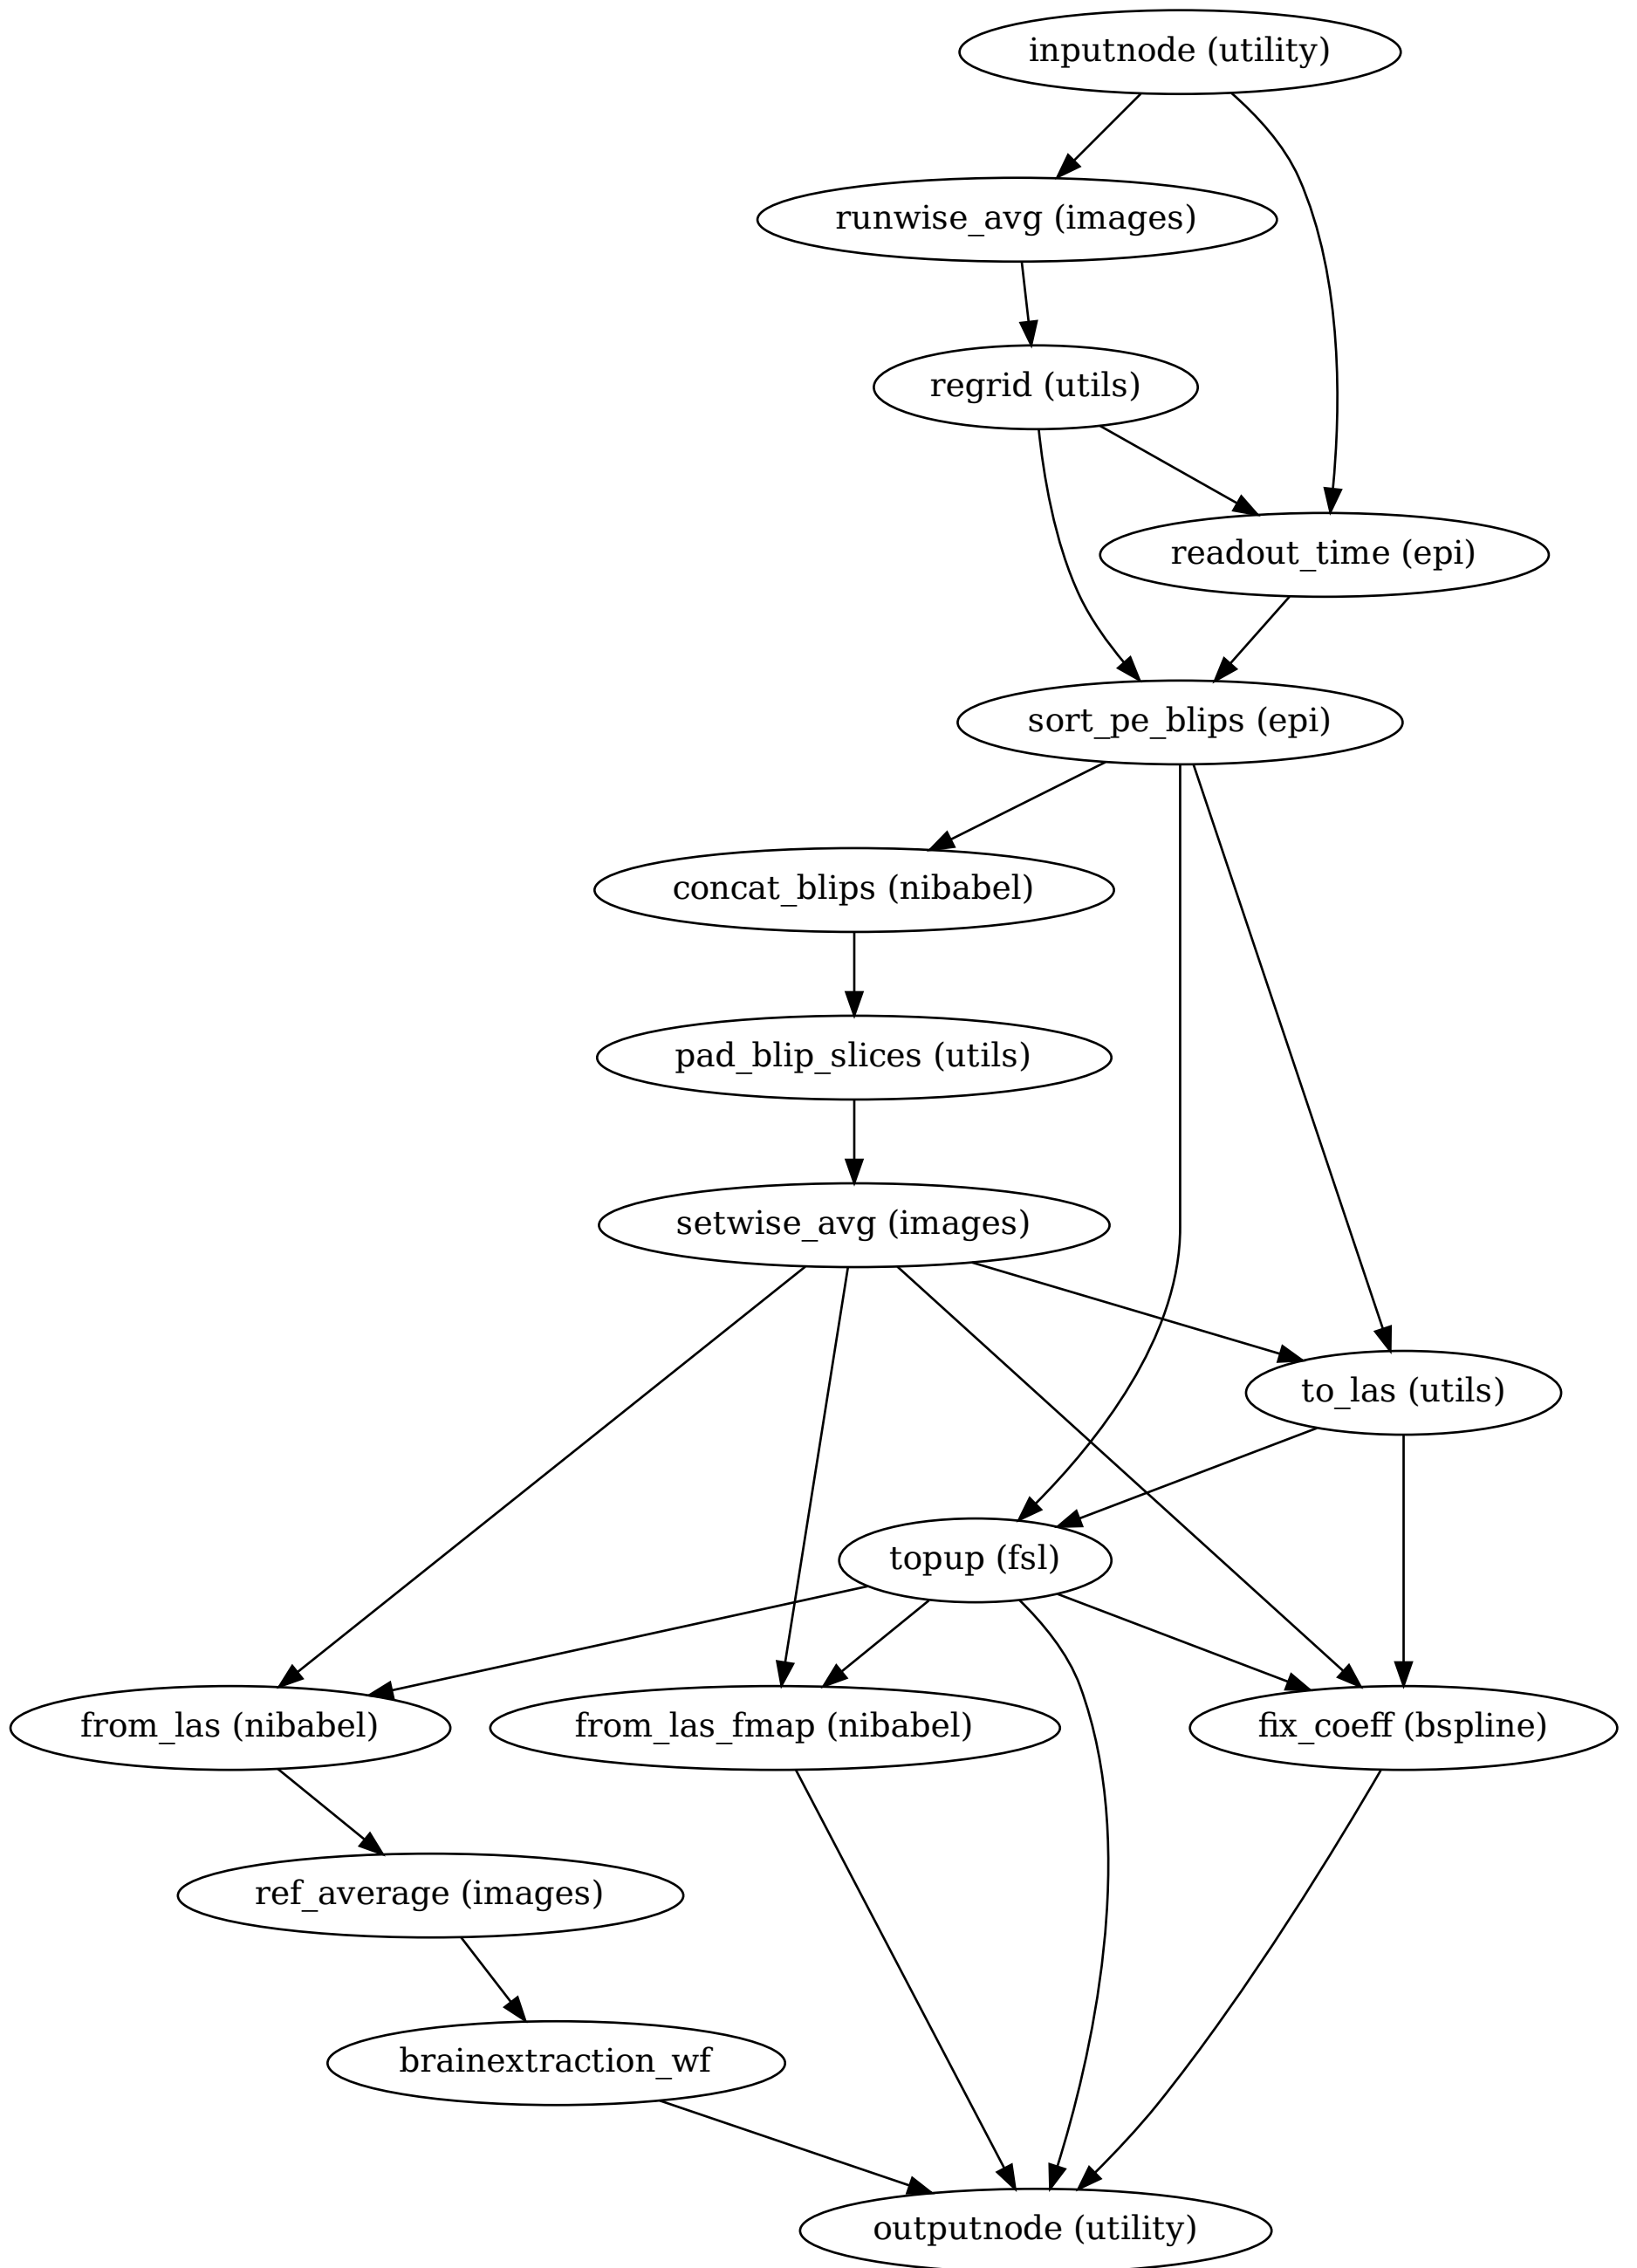 inputnode (utility)
runwise_avg (images)
regrid (utils)
readout_time (epi)
sort_pe_blips (epi)
concat_blips (nibabel)
pad_blip_slices (utils)
setwise_avg (images)
to_las (utils)
topup (fsl)
from_las (nibabel)
from_las_fmap (nibabel)
fix_coeff (bspline)
ref_average (images)
brainextraction_wf
outputnode (utility)